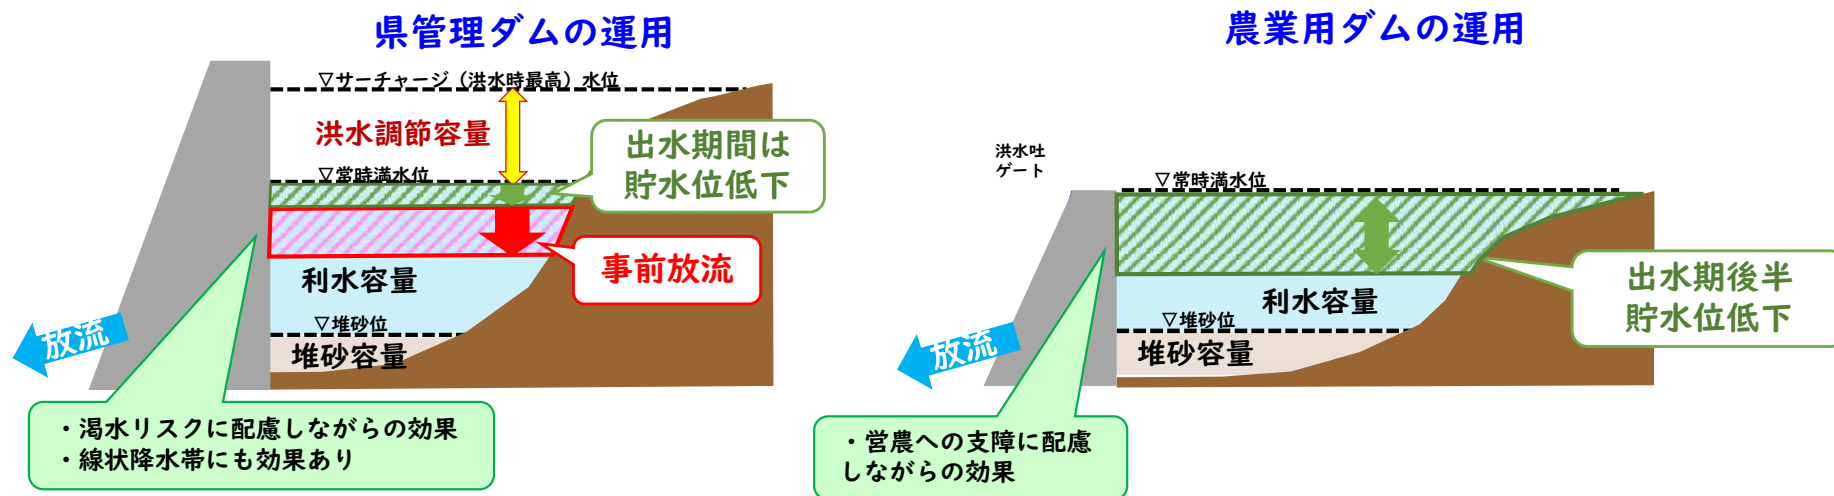 県管理ダムの運用
▽サーチャージ（洪水時最高）水位
洪水調節容量
出水期間は
貯水位低下
▽常時満水位
事前放流
利水容量
▽堆砂位
放流
堆砂容量
・渇水リスクに配慮しながらの効果
・線状降水帯にも効果あり
農業用ダムの運用
洪水吐
ゲート
▽常時満水位
出水期後半
貯水位低下
利水容量
▽堆砂位
放流
堆砂容量
・営農への支障に配慮
しながらの効果